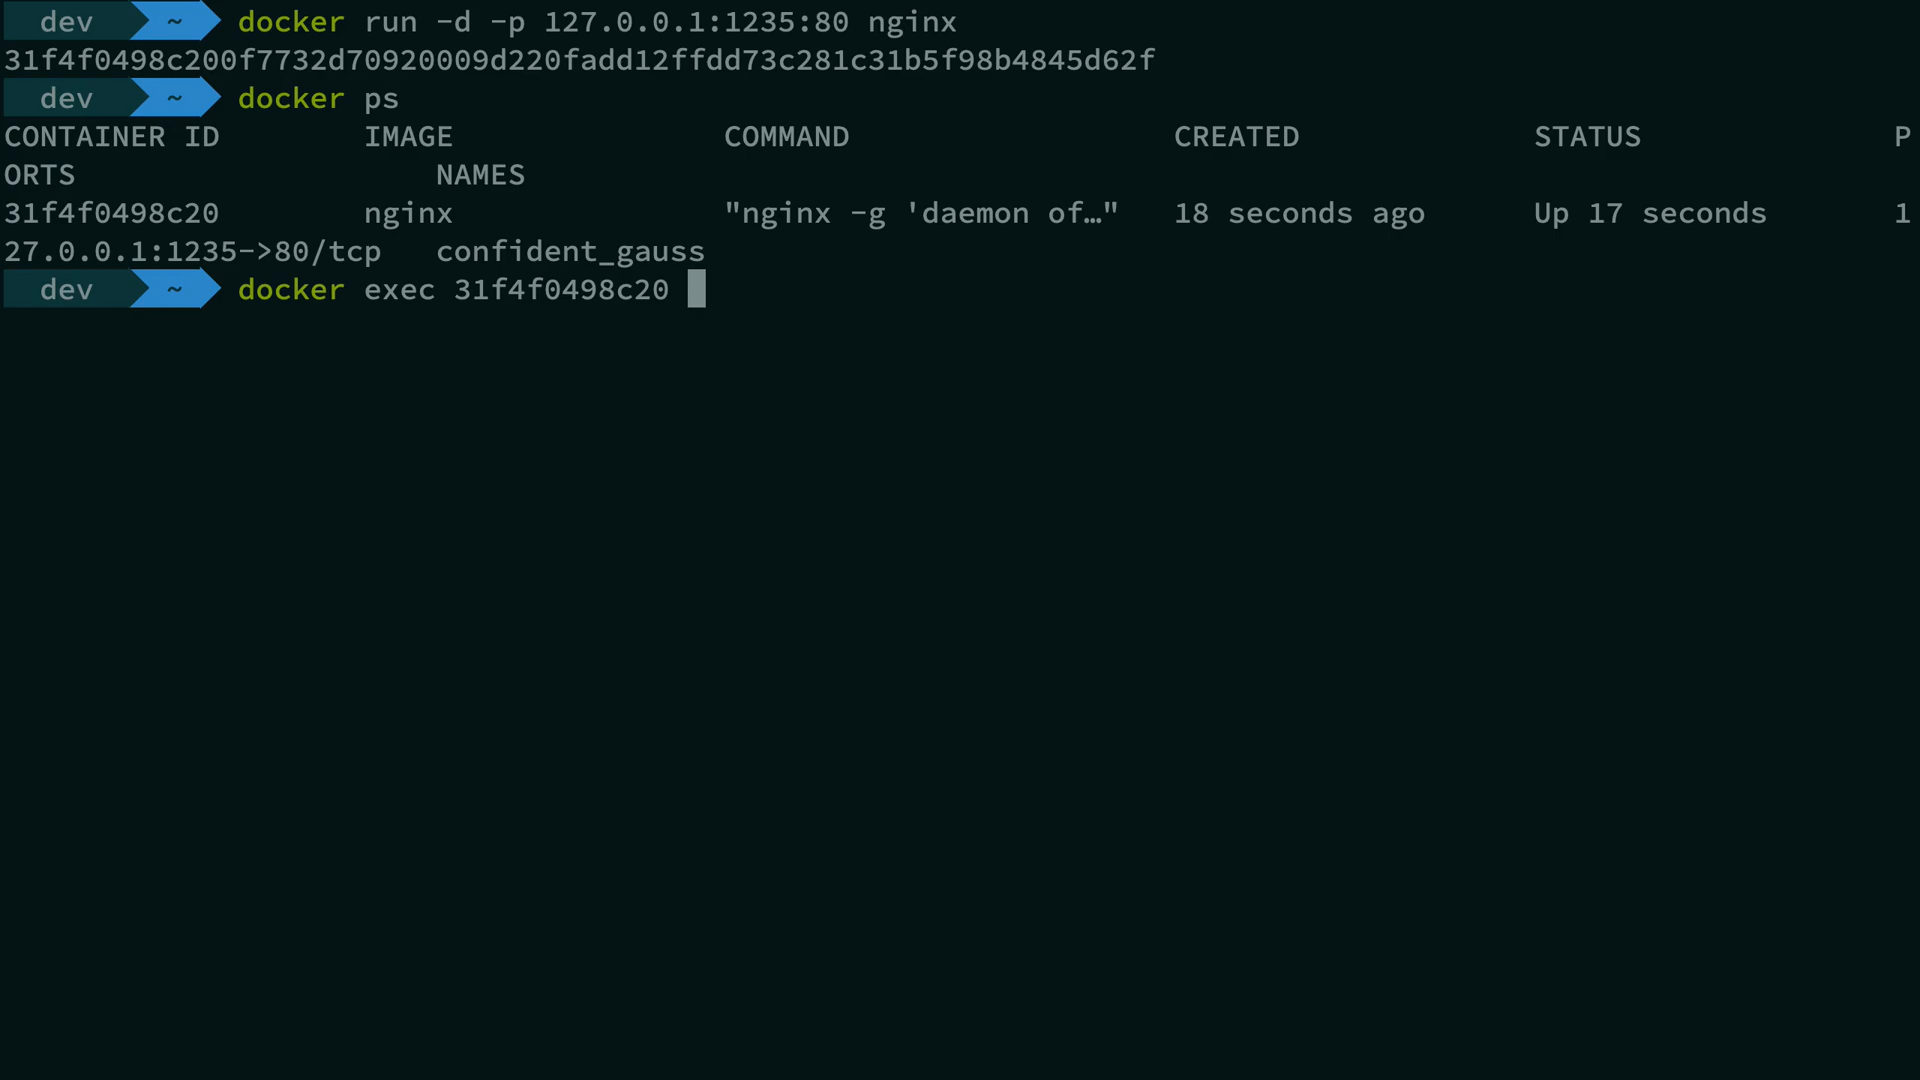 dev ~ docker run -d -p 127.0.0.1:1235:80 nginx
31f4f0498c200f7732d70920009d220fadd12ffdd73c281c31b5f98b4845d62f
dev ~ docker ps
CONTAINER ID        IMAGE               COMMAND                  CREATED             STATUS              P
ORTS                    NAMES
31f4f0498c20        nginx               "nginx -g 'daemon of…"   18 seconds ago      Up 17 seconds       1
27.0.0.1:1235->80/tcp   confident_gauss
dev ~ docker exec 31f4f0498c20